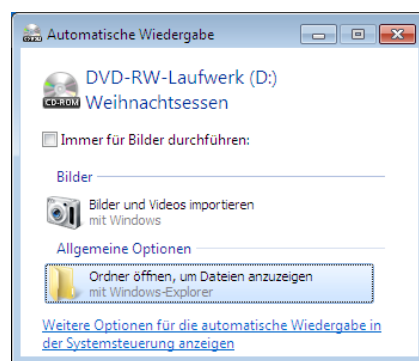 Automatische Wiedergabe
DVD-RW-Laufwerk (D:)
Weihnachtsessen
CD-ROM
Immer für Bilder durchführen:
Bilder
Bilder und Videos importieren
mit Windows
Allgemeine Optionen
Ordner öffnen, um Dateien anzuzeigen
mit Windows-Explorer
Weitere Optionen für die automatische Wiedergabe in
der Systemsteuerung anzeigen